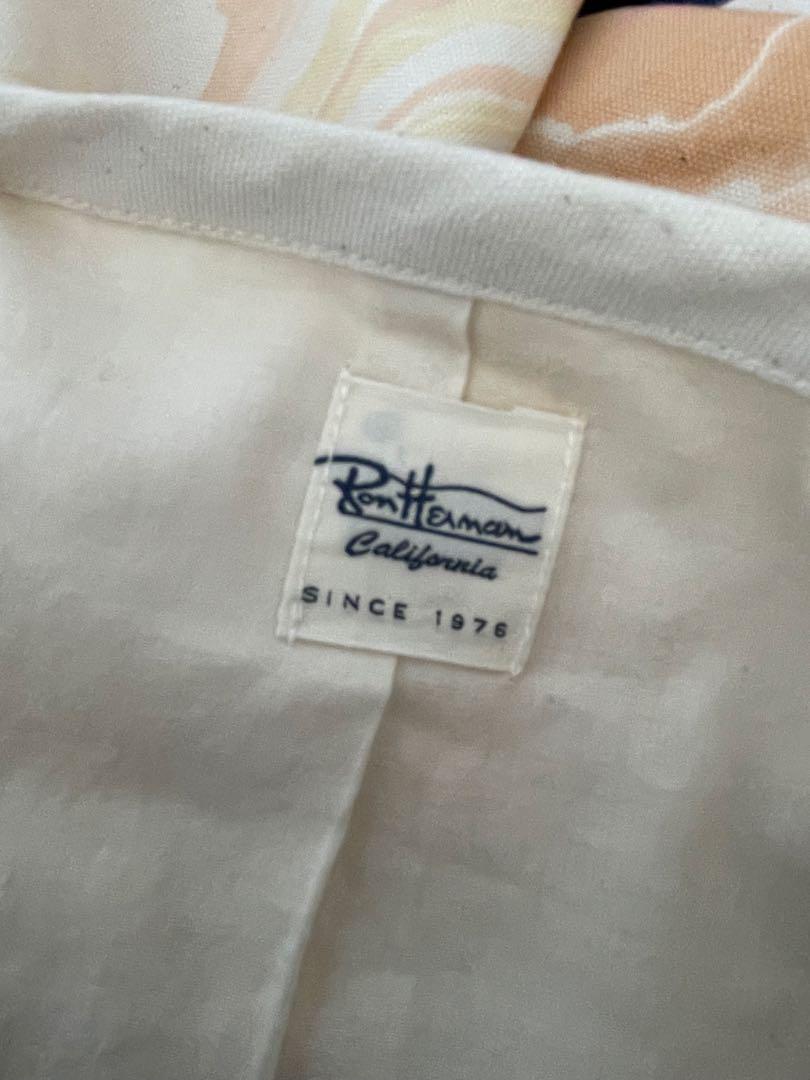 Ron Herman
California
SINCE 1976